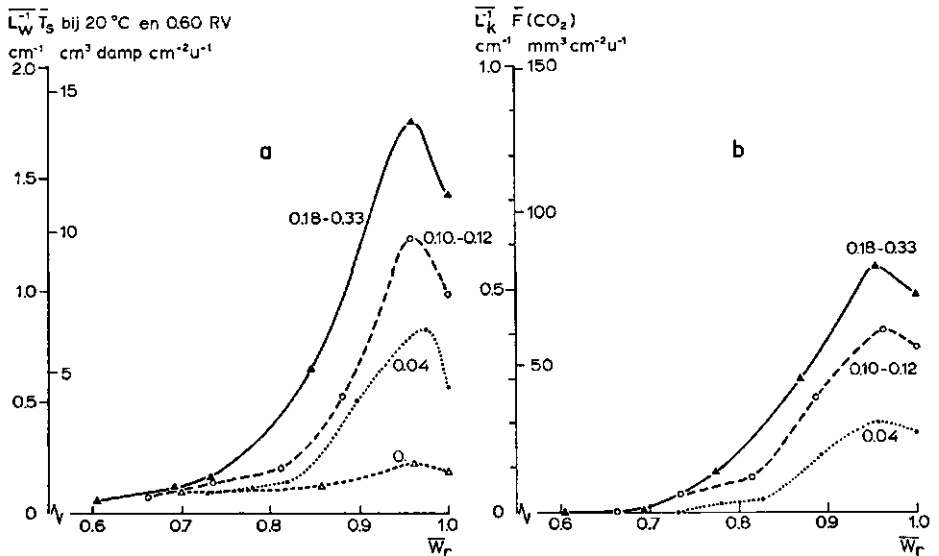 L̅w⁻¹ T̅s bij 20 °C en 0.60 RV
cm⁻¹ cm³ damp cm⁻²u⁻¹
2.0
15
1.5
10
1.0
5
0.5
0
0
0.6 0.7 0.8 0.9 1.0
W̅r
a
0.18-0.33
0.10-0.12
0.04
0.
L̅k⁻¹ F̅(CO₂)
cm⁻¹ mm³ cm⁻²u⁻¹
1.0 150
100
0.5
50
0
0
0.6 0.7 0.8 0.9 1.0
W̅r
b
0.18-0.33
0.10-0.12
0.04